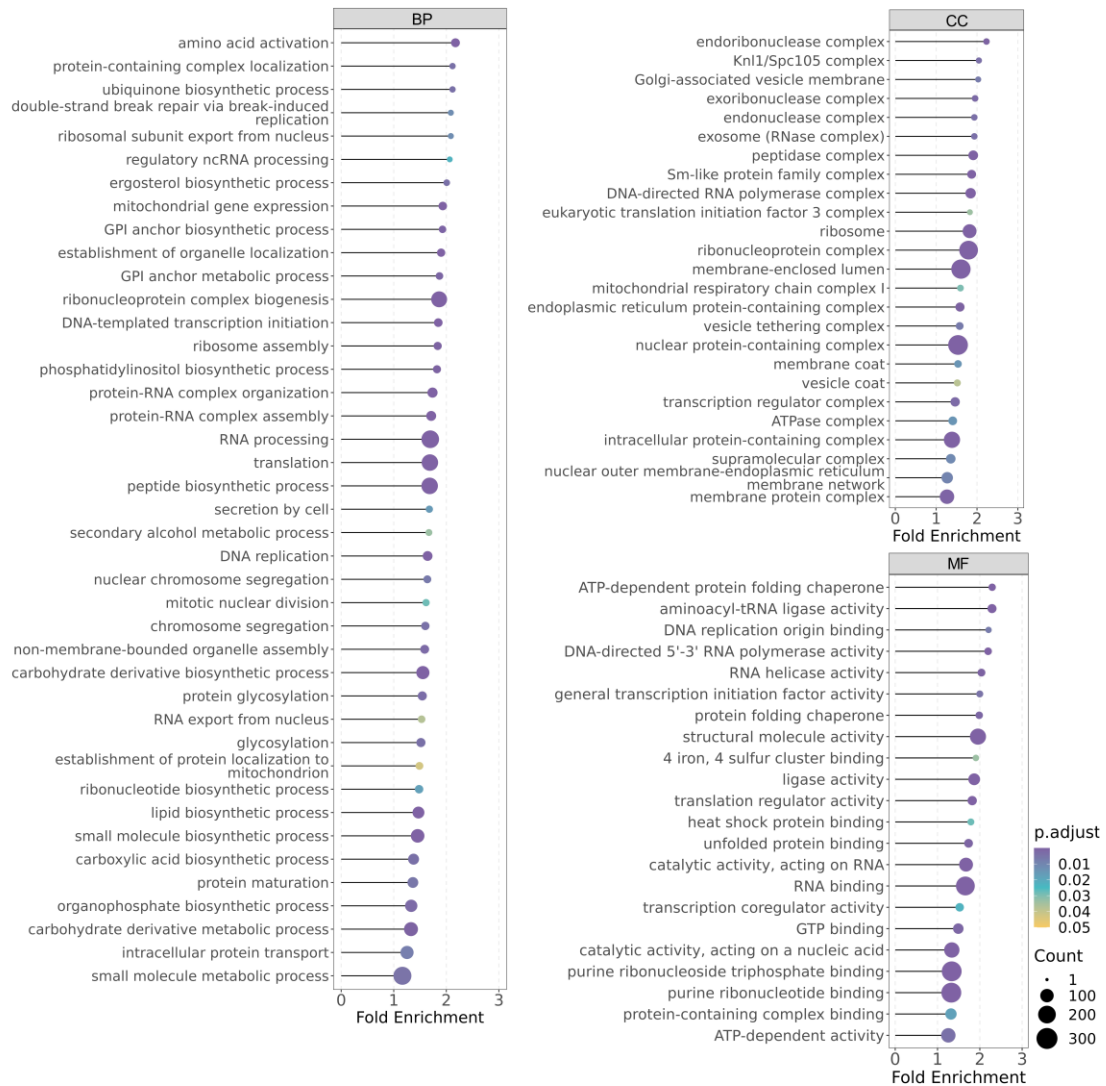 BP
amino acid activation
protein-containing complex localization
ubiquinone biosynthetic process
double-strand break repair via break-induced
replication
ribosomal subunit export from nucleus
regulatory ncRNA processing
ergosterol biosynthetic process
mitochondrial gene expression
GPI anchor biosynthetic process
establishment of organelle localization
GPI anchor metabolic process
ribonucleoprotein complex biogenesis
DNA-templated transcription initiation
ribosome assembly
phosphatidylinositol biosynthetic process
protein-RNA complex organization
protein-RNA complex assembly
RNA processing
translation
peptide biosynthetic process
secretion by cell
secondary alcohol metabolic process
DNA replication
nuclear chromosome segregation
mitotic nuclear division
chromosome segregation
non-membrane-bounded organelle assembly
carbohydrate derivative biosynthetic process
protein glycosylation
RNA export from nucleus
glycosylation
establishment of protein localization to
mitochondrion
ribonucleotide biosynthetic process
lipid biosynthetic process
small molecule biosynthetic process
carboxylic acid biosynthetic process
protein maturation
organophosphate biosynthetic process
carbohydrate derivative metabolic process
intracellular protein transport
small molecule metabolic process
0 1 2 3
Fold Enrichment
CC
endoribonuclease complex
Knl1/Spc105 complex
Golgi-associated vesicle membrane
exoribonuclease complex
endonuclease complex
exosome (RNase complex)
peptidase complex
Sm-like protein family complex
DNA-directed RNA polymerase complex
eukaryotic translation initiation factor 3 complex
ribosome
ribonucleoprotein complex
membrane-enclosed lumen
mitochondrial respiratory chain complex I
endoplasmic reticulum protein-containing complex
vesicle tethering complex
nuclear protein-containing complex
membrane coat
vesicle coat
transcription regulator complex
ATPase complex
intracellular protein-containing complex
supramolecular complex
nuclear outer membrane-endoplasmic reticulum
membrane network
membrane protein complex
0 1 2 3
Fold Enrichment
MF
ATP-dependent protein folding chaperone
aminoacyl-tRNA ligase activity
DNA replication origin binding
DNA-directed 5'-3' RNA polymerase activity
RNA helicase activity
general transcription initiation factor activity
protein folding chaperone
structural molecule activity
4 iron, 4 sulfur cluster binding
ligase activity
translation regulator activity
heat shock protein binding
unfolded protein binding
catalytic activity, acting on RNA
RNA binding
transcription coregulator activity
GTP binding
catalytic activity, acting on a nucleic acid
purine ribonucleoside triphosphate binding
purine ribonucleotide binding
protein-containing complex binding
ATP-dependent activity
0 1 2 3
Fold Enrichment
p.adjust
0.01
0.02
0.03
0.04
0.05
Count
1
100
200
300